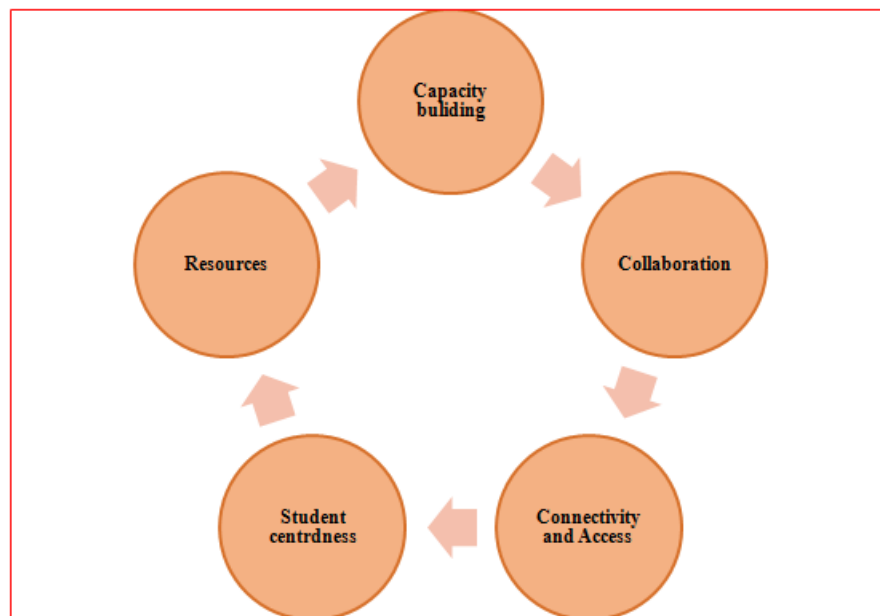 Capacity
buliding
Collaboration
Connectivity
and Access
Student
centrdness
Resources